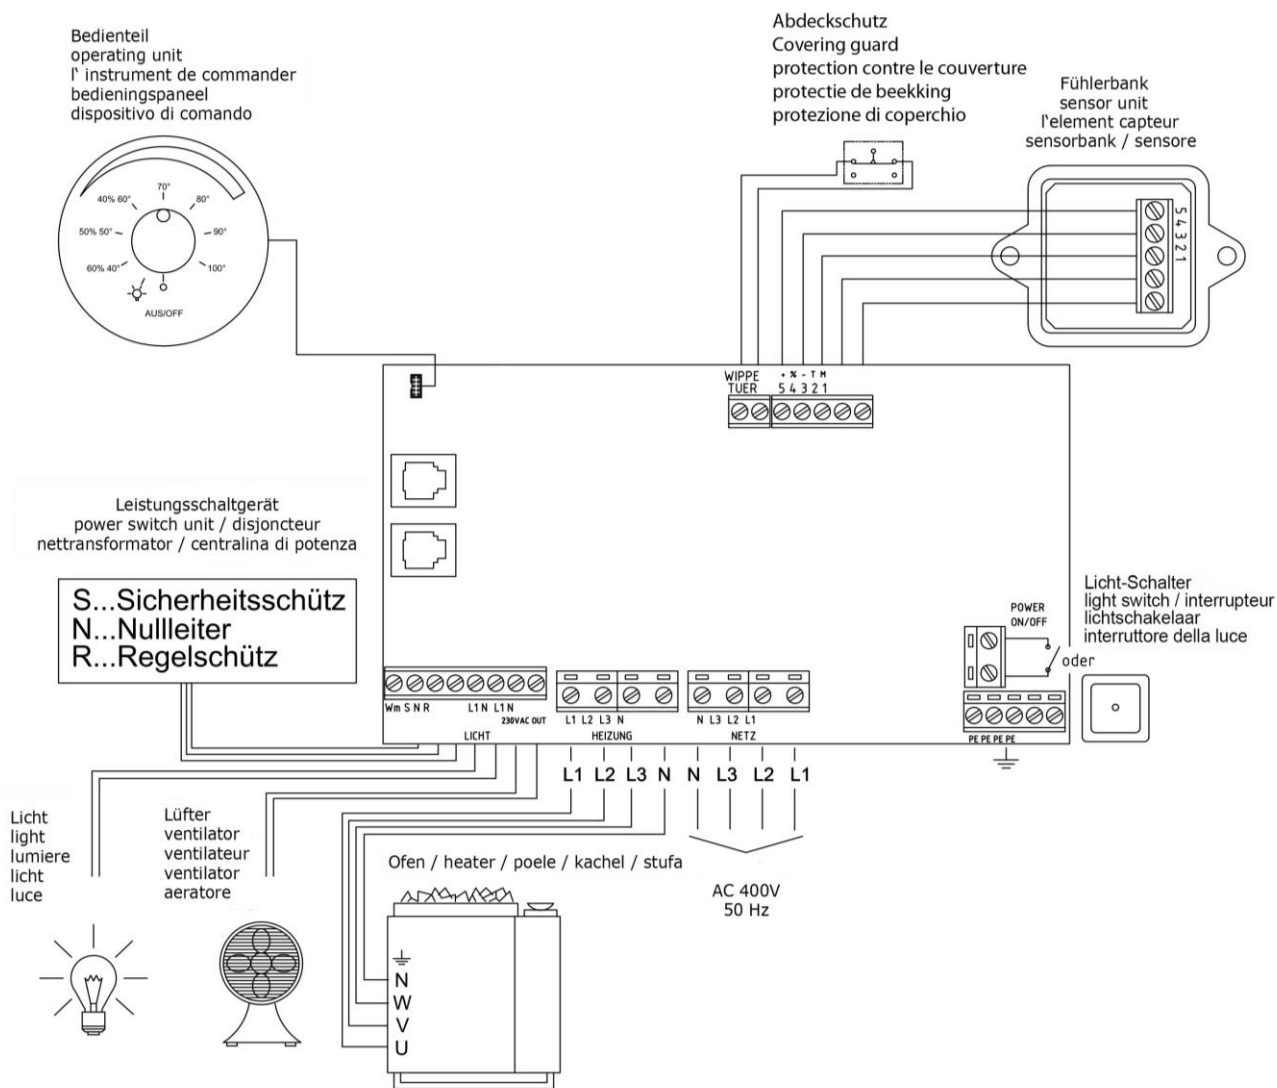 Bedienteil
operating unit
l' instrument de commander
bedieningspaneel
dispositivo di comando
70°
40% 60°
80°
50% 50°
90°
60% 40°
100°
AUS/OFF
Abdeckschutz
Covering guard
protection contre le couverture
protectie de beekking
protezione di coperchio
Fühlerbank
sensor unit
l'element capteur
sensorbank / sensore
5 4 3 2 1
WIPPE
TUER
+ % - T M
5 4 3 2 1
Leistungsschaltgerät
power switch unit / disjoncteur
nettransformator / centralina di potenza
S...Sicherheitsschütz
N...Nullleiter
R...Regelschütz
Licht-Schalter
light switch / interrupteur
lichtschakelaar
interruttore della luce
POWER
ON/OFF
oder
Wm S N R L1 N L1 N
230VAC OUT
LICHT
L1 L2 L3 N
HEIZUNG
N L3 L2 L1
NETZ
PE PE PE PE
L1 L2 L3 N N L3 L2 L1
Licht
light
lumiere
licht
luce
Lüfter
ventilator
ventilateur
ventilator
aeratore
Ofen / heater / poele / kachel / stufa
AC 400V
50 Hz
N
W
V
U